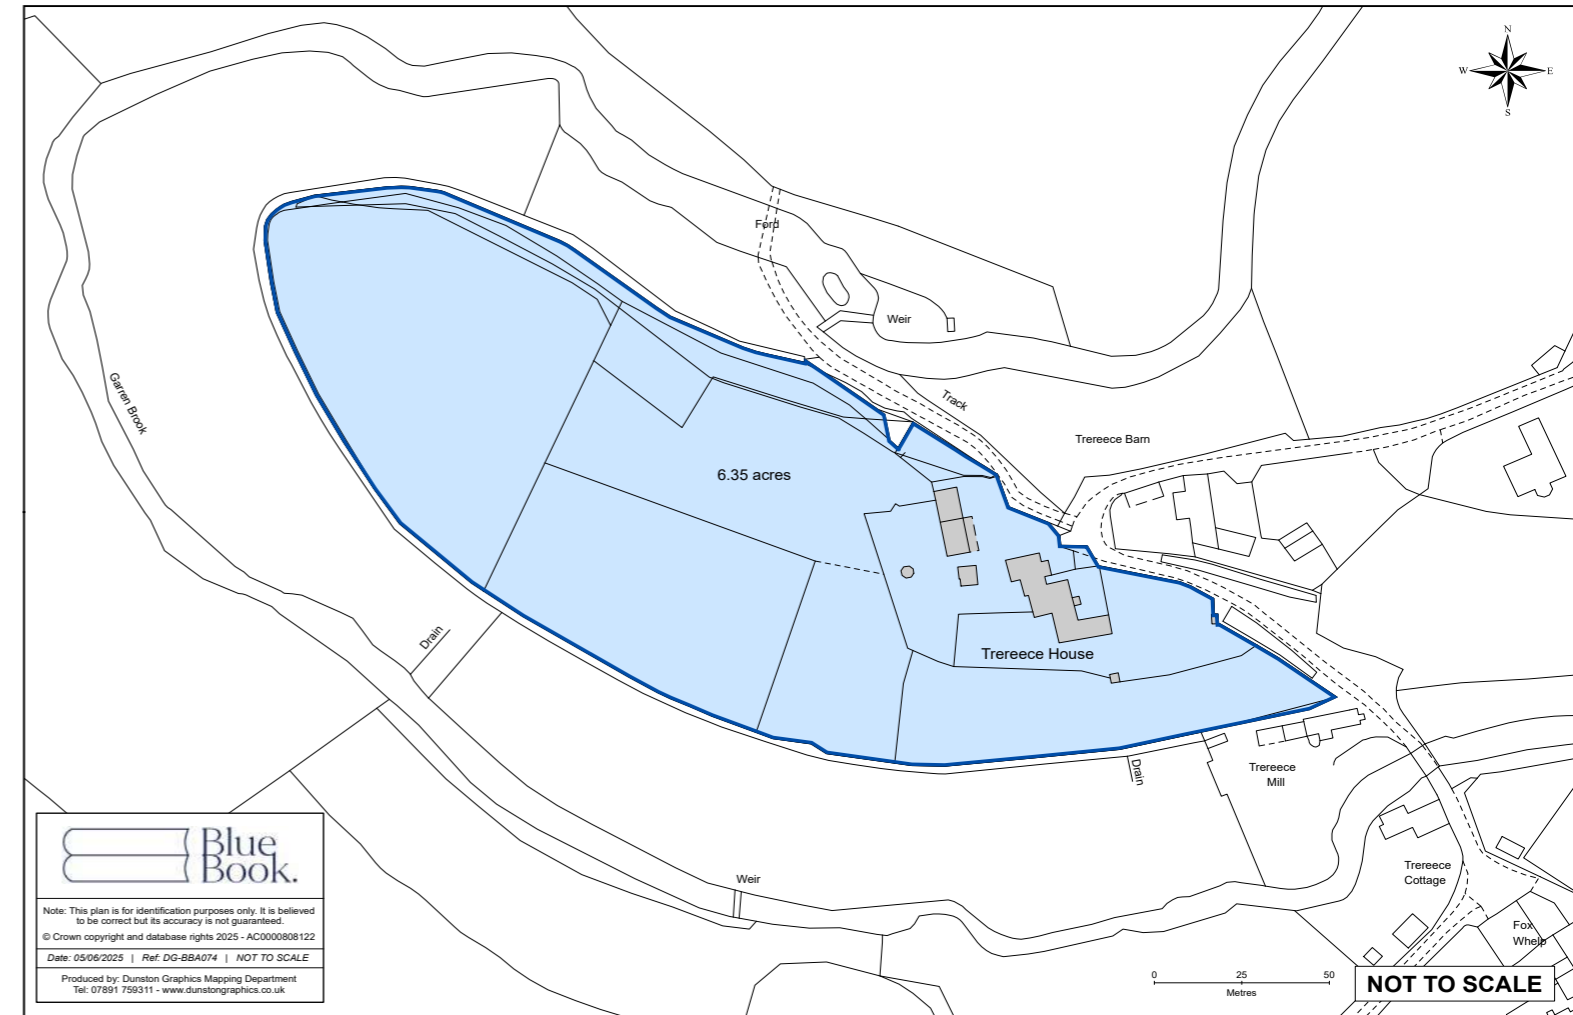 N
W
E
S
Ford
Weir
Track
Garren Brook
Trereece Barn
6.35 acres
Drain
Trereece House
Trereece
Mill
Drain
Weir
Trereece
Cottage
Fox
Whelp
Blue
Book.
Note: This plan is for identification purposes only. It is believed
to be correct but its accuracy is not guaranteed.
© Crown copyright and database rights 2025 - AC0000808122
Date: 05/06/2025 | Ref: DG-BBA074 | NOT TO SCALE
Produced by: Dunston Graphics Mapping Department
Tel: 07891 759311 - www.dunstongraphics.co.uk
0 25 50
Metres
NOT TO SCALE